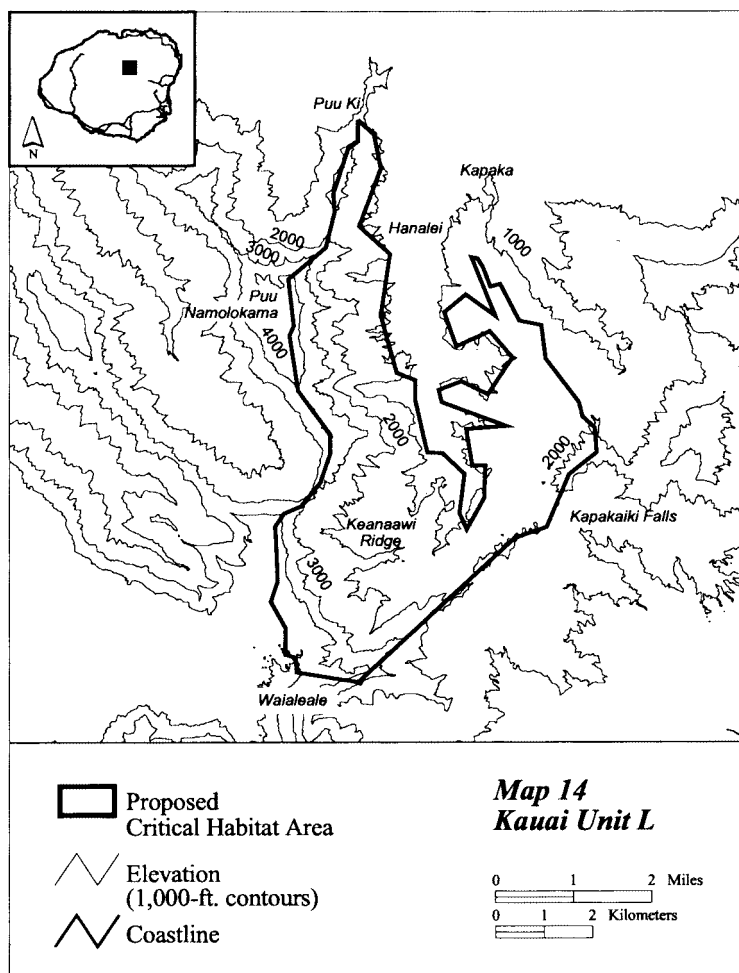 N
Puu Ki
Kapaka
Hanalei
2000
3000
1000
Puu
Namolokama
4000
2000
2000
Keanaawi
Ridge
Kapakaiki Falls
3000
Waialeale
Proposed
Critical Habitat Area
Elevation
(1,000-ft. contours)
Coastline
Map 14
Kauai Unit L
0 1 2 Miles
0 1 2 Kilometers